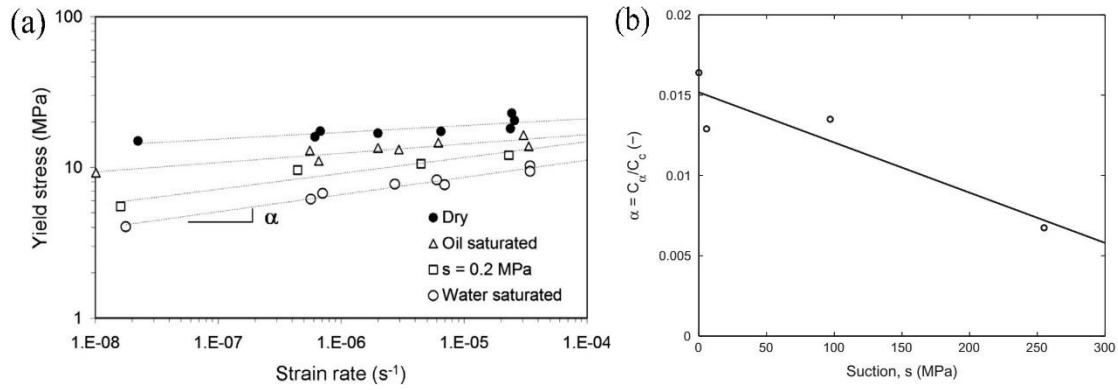 (a)
Yield stress (MPa)
100
10
1
1.E-08
1.E-07
1.E-06
1.E-05
1.E-04
Strain rate (s⁻¹)
α
Dry
Oil saturated
s = 0.2 MPa
Water saturated
(b)
α = Cα/Cc (–)
0.02
0.015
0.01
0.005
0
0
50
100
150
200
250
300
Suction, s (MPa)